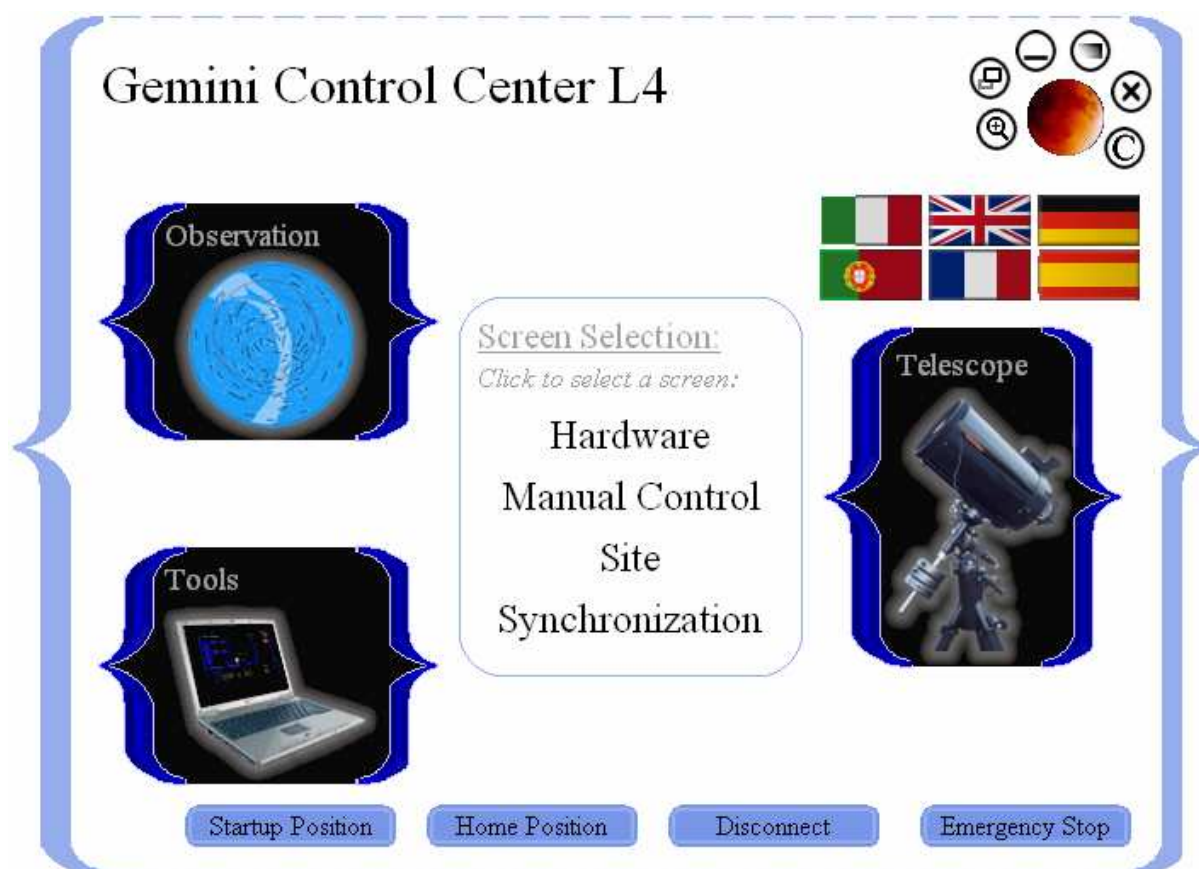 Gemini Control Center L4
©
Observation
Screen Selection:
Click to select a screen:
Hardware
Manual Control
Site
Synchronization
Telescope
Tools
Startup Position
Home Position
Disconnect
Emergency Stop